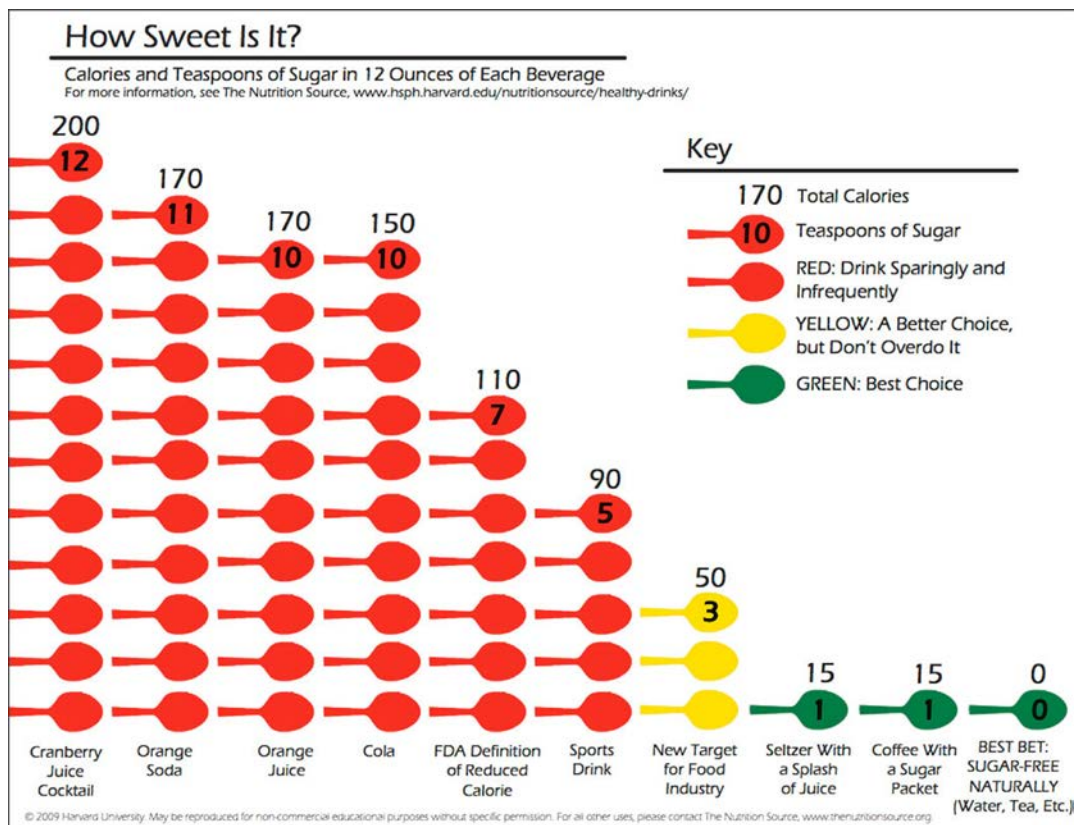 How Sweet Is It?
Calories and Teaspoons of Sugar in 12 Ounces of Each Beverage
For more information, see The Nutrition Source, www.hsph.harvard.edu/nutritionsource/healthy-drinks/
200
12
170
11
170
10
150
10
110
7
90
5
50
3
15
1
15
1
0
0
Key
170 Total Calories
10 Teaspoons of Sugar
RED: Drink Sparingly and
Infrequently
YELLOW: A Better Choice,
but Don't Overdo It
GREEN: Best Choice
Cranberry
Juice
Cocktail
Orange
Soda
Orange
Juice
Cola
FDA Definition
of Reduced
Calorie
Sports
Drink
New Target
for Food
Industry
Seltzer With
a Splash
of Juice
Coffee With
a Sugar
Packet
BEST BET:
SUGAR-FREE
NATURALLY
(Water, Tea, Etc.)
© 2009 Harvard University. May be reproduced for non-commercial educational purposes without specific permission. For all other uses, please contact The Nutrition Source, www.thenutritionsource.org.